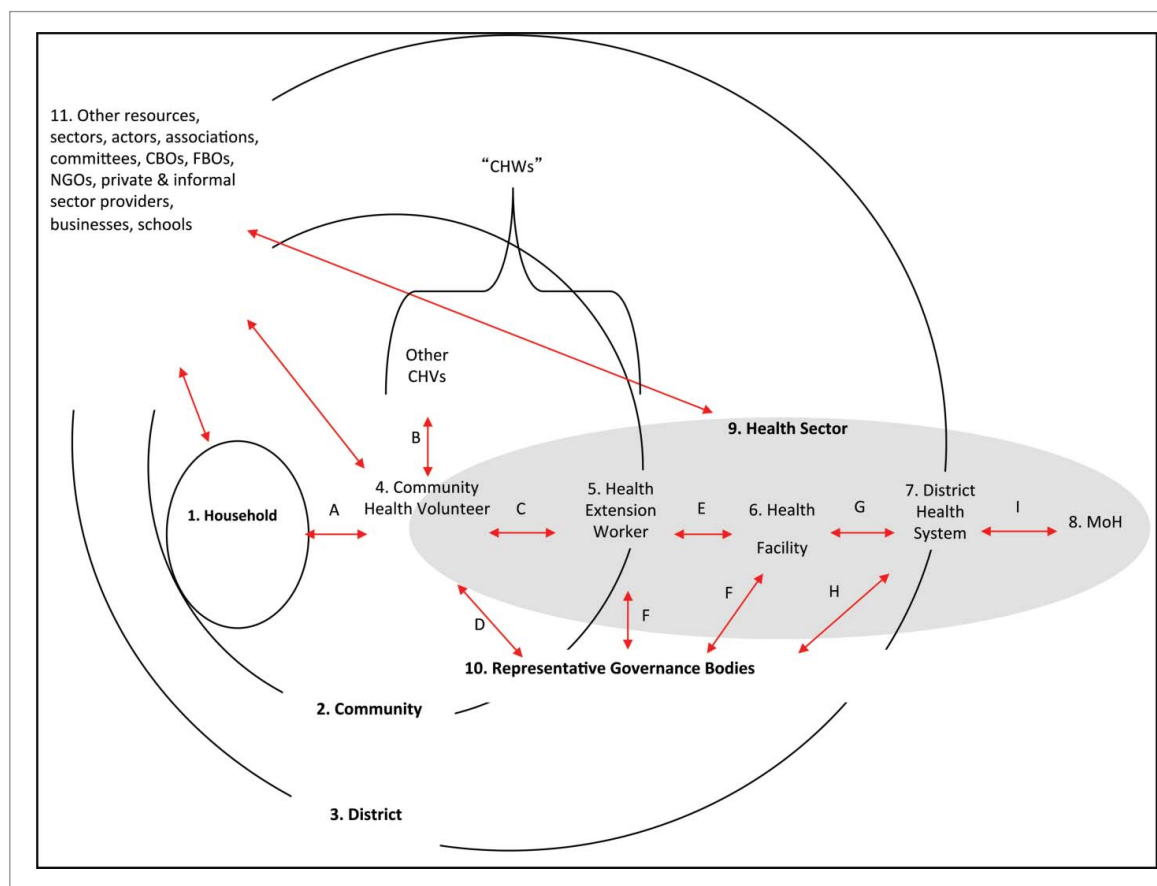 11. Other resources,
sectors, actors, associations,
committees, CBOs, FBOs,
NGOs, private & informal
sector providers,
businesses, schools
“CHWs”
Other
CHVs
B
9. Health Sector
4. Community
Health Volunteer
5. Health
Extension
Worker
6. Health
Facility
7. District
Health
System
8. MoH
1. Household
A
C
E
G
I
D
F
F
H
10. Representative Governance Bodies
2. Community
3. District